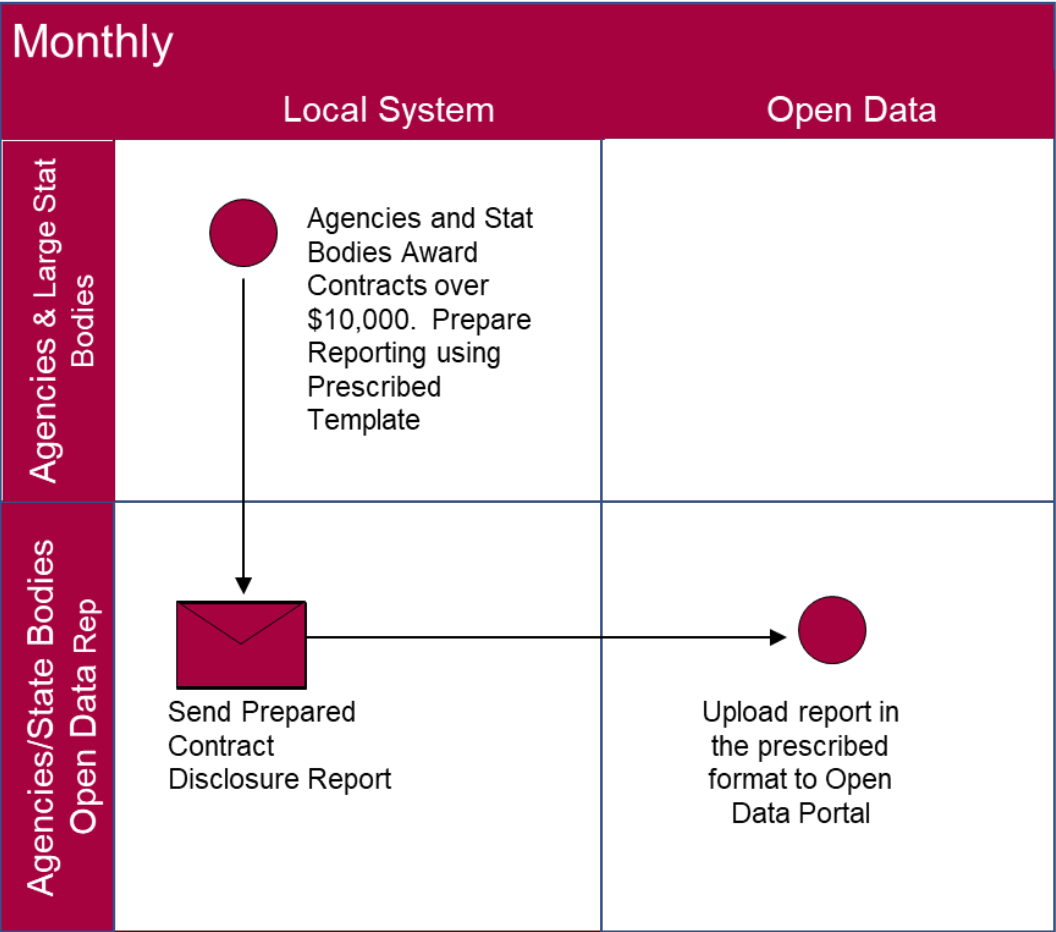 Monthly
Local System
Open Data
Agencies & Large Stat
Bodies
Agencies and Stat
Bodies Award
Contracts over
$10,000.  Prepare
Reporting using
Prescribed
Template
Agencies/State Bodies
Open Data Rep
Send Prepared
Contract
Disclosure Report
Upload report in
the prescribed
format to Open
Data Portal